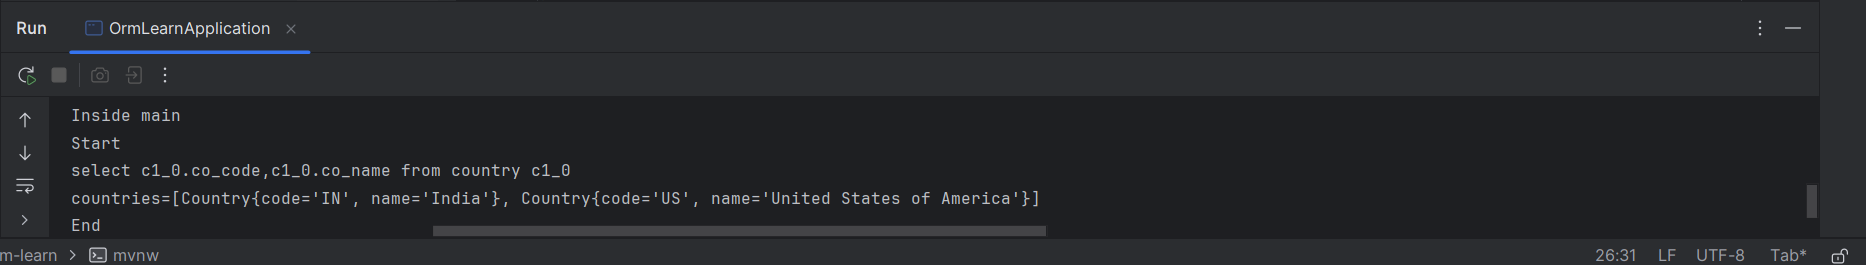 Run OrmLearnApplication
Inside main
Start
select c1_0.co_code,c1_0.co_name from country c1_0
countries=[Country{code='IN', name='India'}, Country{code='US', name='United States of America'}]
End
m-learn > mvnw 26:31 LF UTF-8 Tab*